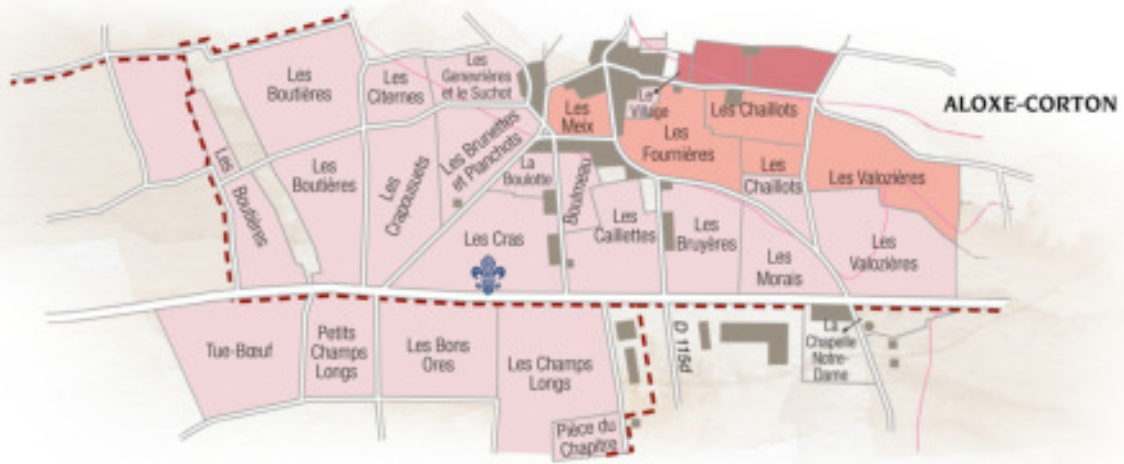 Les
Genevrières
et le Suchot
Les
Boutières
Les
Citernes
Les
Meix
Le
Village
Les Chaillots
ALOXE-CORTON
Les
Fournières
Les
Boutières
Les
Boutières
Les
Crapousuets
Les Brunettes
et Planchots
La
Boulotte
Boulmeau
Les
Chaillots
Les Valozières
Les Cras
Les
Caillettes
Les
Bruyères
Les
Morais
Les
Valozières
Tue-Bœuf
Petits
Champs
Longs
Les Bons
Ores
Les Champs
Longs
D 115d
La
Chapelle
Notre-
Dame
Pièce du
Chapitre